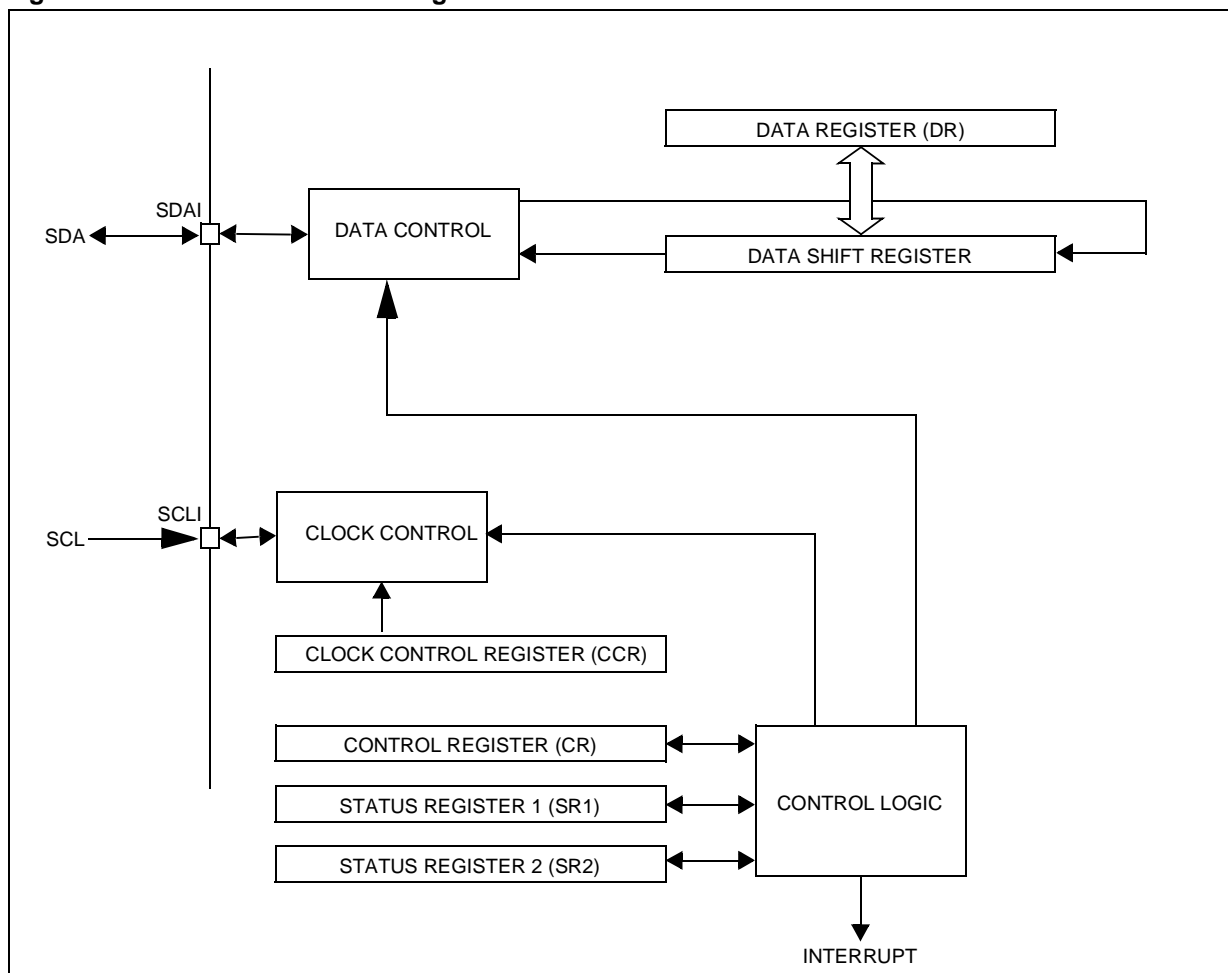 DATA REGISTER (DR)
SDAI
SDA
DATA CONTROL
DATA SHIFT REGISTER
SCLI
SCL
CLOCK CONTROL
CLOCK CONTROL REGISTER (CCR)
CONTROL REGISTER (CR)
STATUS REGISTER 1 (SR1)
CONTROL LOGIC
STATUS REGISTER 2 (SR2)
INTERRUPT